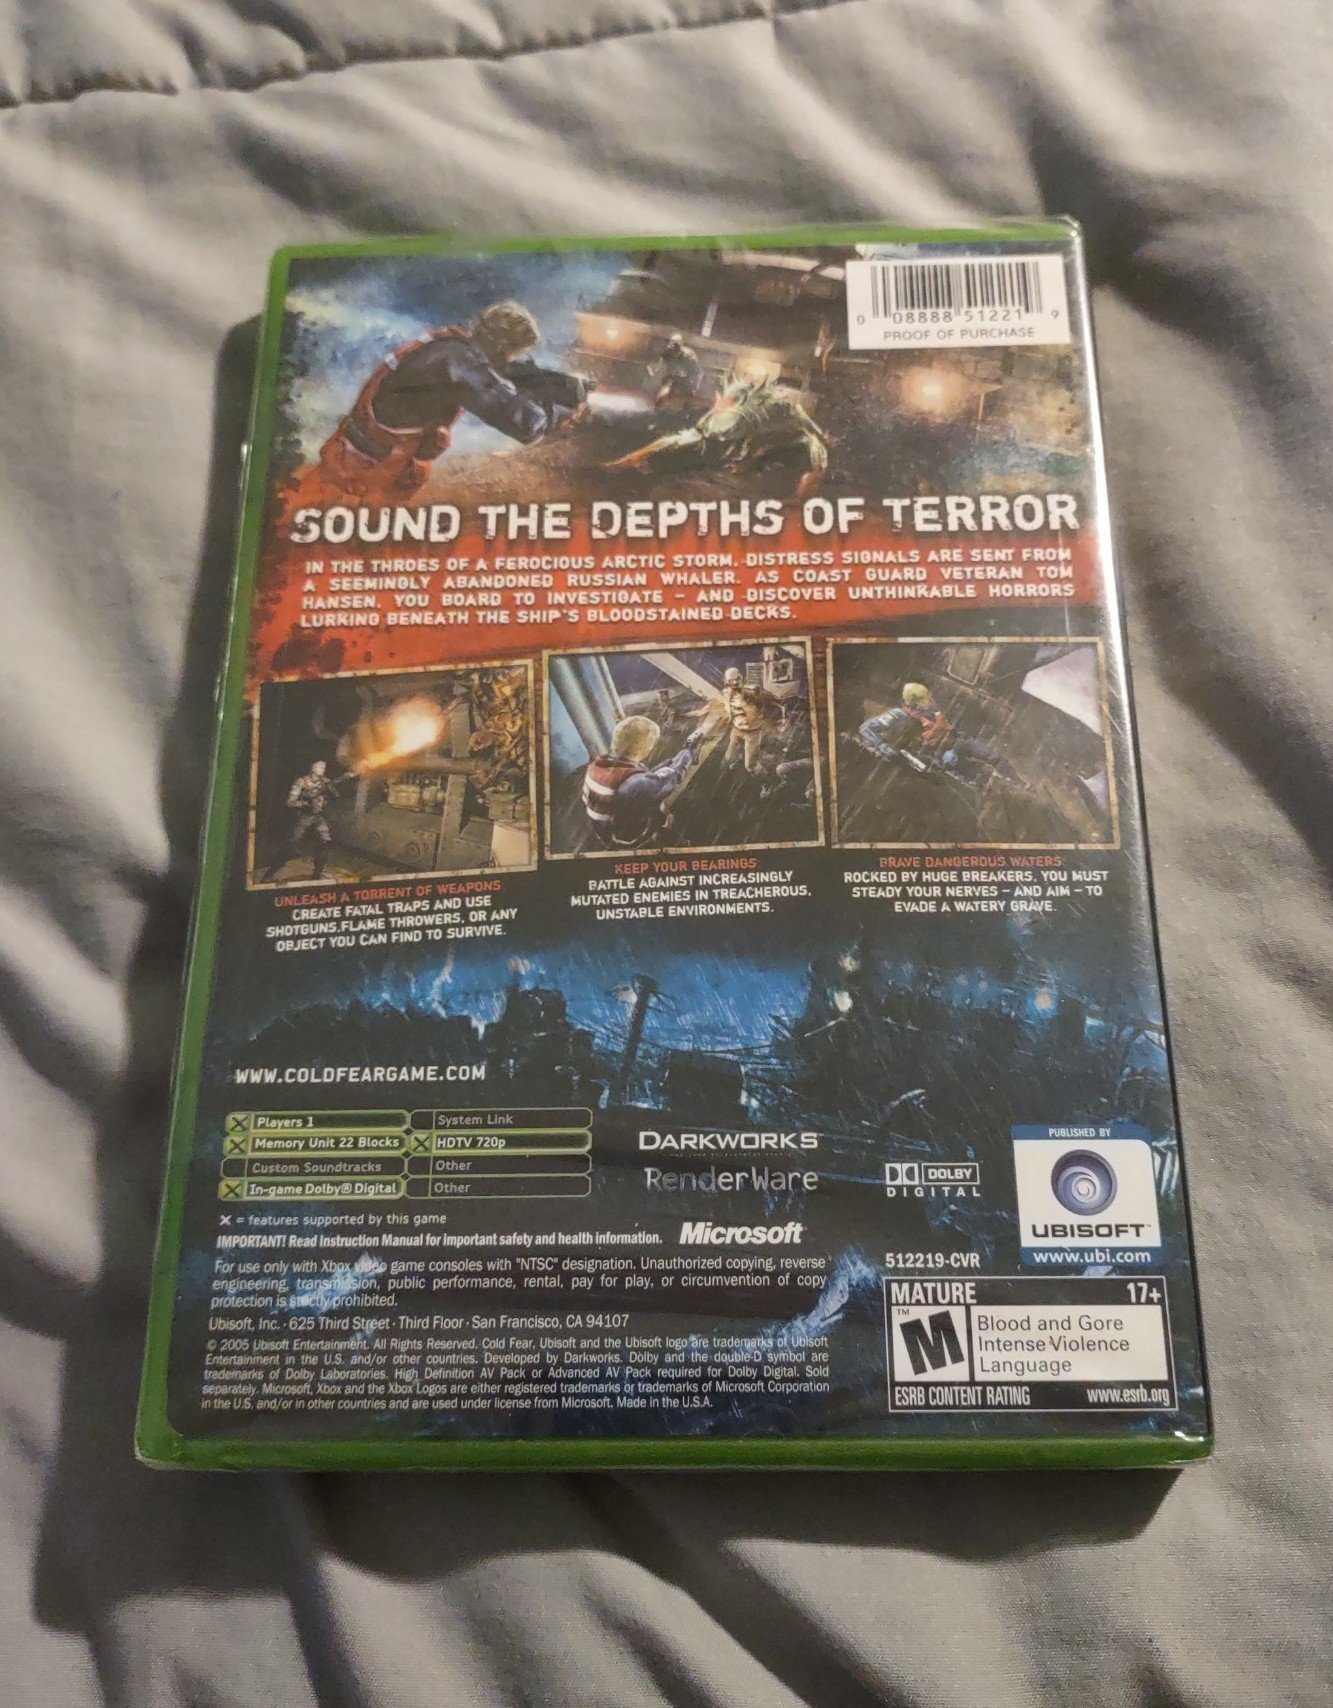 0 08888 51221 9
PROOF OF PURCHASE
SOUND THE DEPTHS OF TERROR
IN THE THROES OF A FEROCIOUS ARCTIC STORM, DISTRESS SIGNALS ARE SENT FROM
A SEEMINGLY ABANDONED RUSSIAN WHALER. AS COAST GUARD VETERAN TOM
HANSEN, YOU BOARD TO INVESTIGATE – AND DISCOVER UNTHINKABLE HORRORS
LURKING BENEATH THE SHIP'S BLOODSTAINED DECKS.
UNLEASH A TORRENT OF WEAPONS
CREATE FATAL TRAPS AND USE
SHOTGUNS,FLAME THROWERS, OR ANY
OBJECT YOU CAN FIND TO SURVIVE.
KEEP YOUR BEARINGS
BATTLE AGAINST INCREASINGLY
MUTATED ENEMIES IN TREACHEROUS,
UNSTABLE ENVIRONMENTS.
BRAVE DANGEROUS WATERS
ROCKED BY HUGE BREAKERS, YOU MUST
STEADY YOUR NERVES – AND AIM – TO
EVADE A WATERY GRAVE.
WWW.COLDFEARGAME.COM
X Players 1
System Link
X Memory Unit 22 Blocks
X HDTV 720p
Custom Soundtracks
Other
X In-game Dolby® Digital
Other
X = features supported by this game
IMPORTANT! Read Instruction Manual for important safety and health information.
DARKWORKS
RenderWare
Microsoft
DOLBY
DIGITAL
PUBLISHED BY
UBISOFT™
www.ubi.com
For use only with Xbox video game consoles with "NTSC" designation. Unauthorized copying, reverse
engineering, transmission, public performance, rental, pay for play, or circumvention of copy
protection is strictly prohibited.
Ubisoft, Inc. · 625 Third Street · Third Floor · San Francisco, CA 94107
© 2005 Ubisoft Entertainment. All Rights Reserved. Cold Fear, Ubisoft and the Ubisoft logo are trademarks of Ubisoft
Entertainment in the U.S. and/or other countries. Developed by Darkworks. Dolby and the double-D symbol are
trademarks of Dolby Laboratories. High Definition AV Pack or Advanced AV Pack required for Dolby Digital. Sold
separately. Microsoft, Xbox and the Xbox Logos are either registered trademarks or trademarks of Microsoft Corporation
in the U.S. and/or in other countries and are used under license from Microsoft. Made in the U.S.A.
512219-CVR
MATURE 17+
M™
Blood and Gore
Intense Violence
Language
ESRB CONTENT RATING www.esrb.org